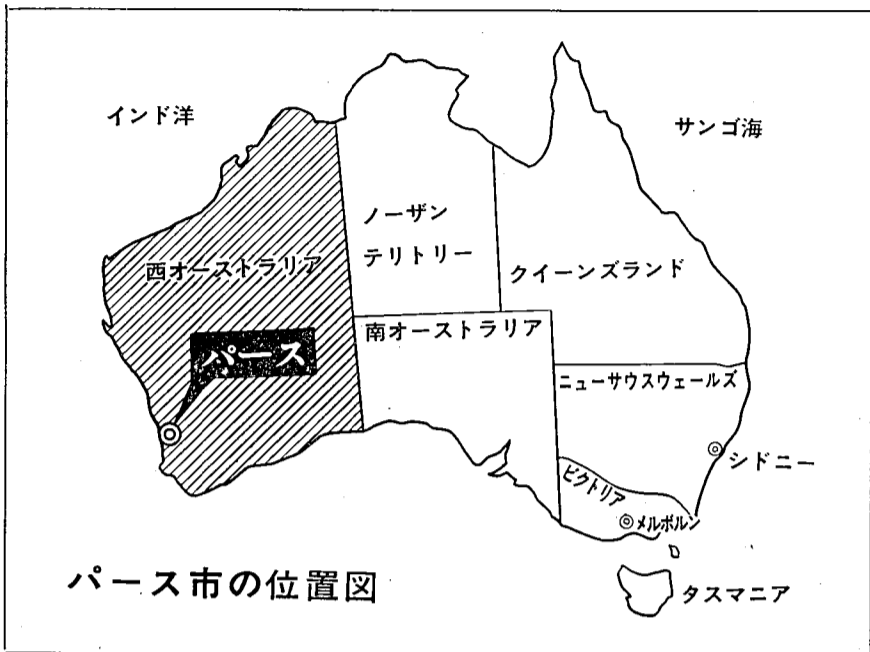 インド洋
サンゴ海
ノーザン
テリトリー
西オーストラリア
クイーンズランド
南オーストラリア
パース
ニューサウスウェールズ
シドニー
ビクトリア
メルボルン
タスマニア
パース市の位置図